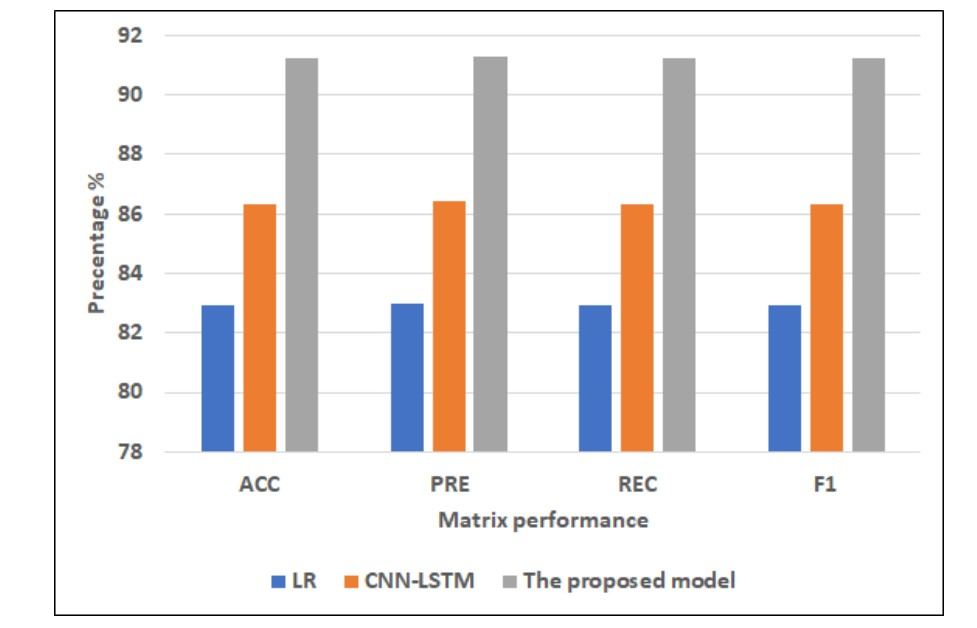 92
90
88
86
84
82
80
78
Precentage %
ACC PRE REC F1
Matrix performance
LR CNN-LSTM The proposed model